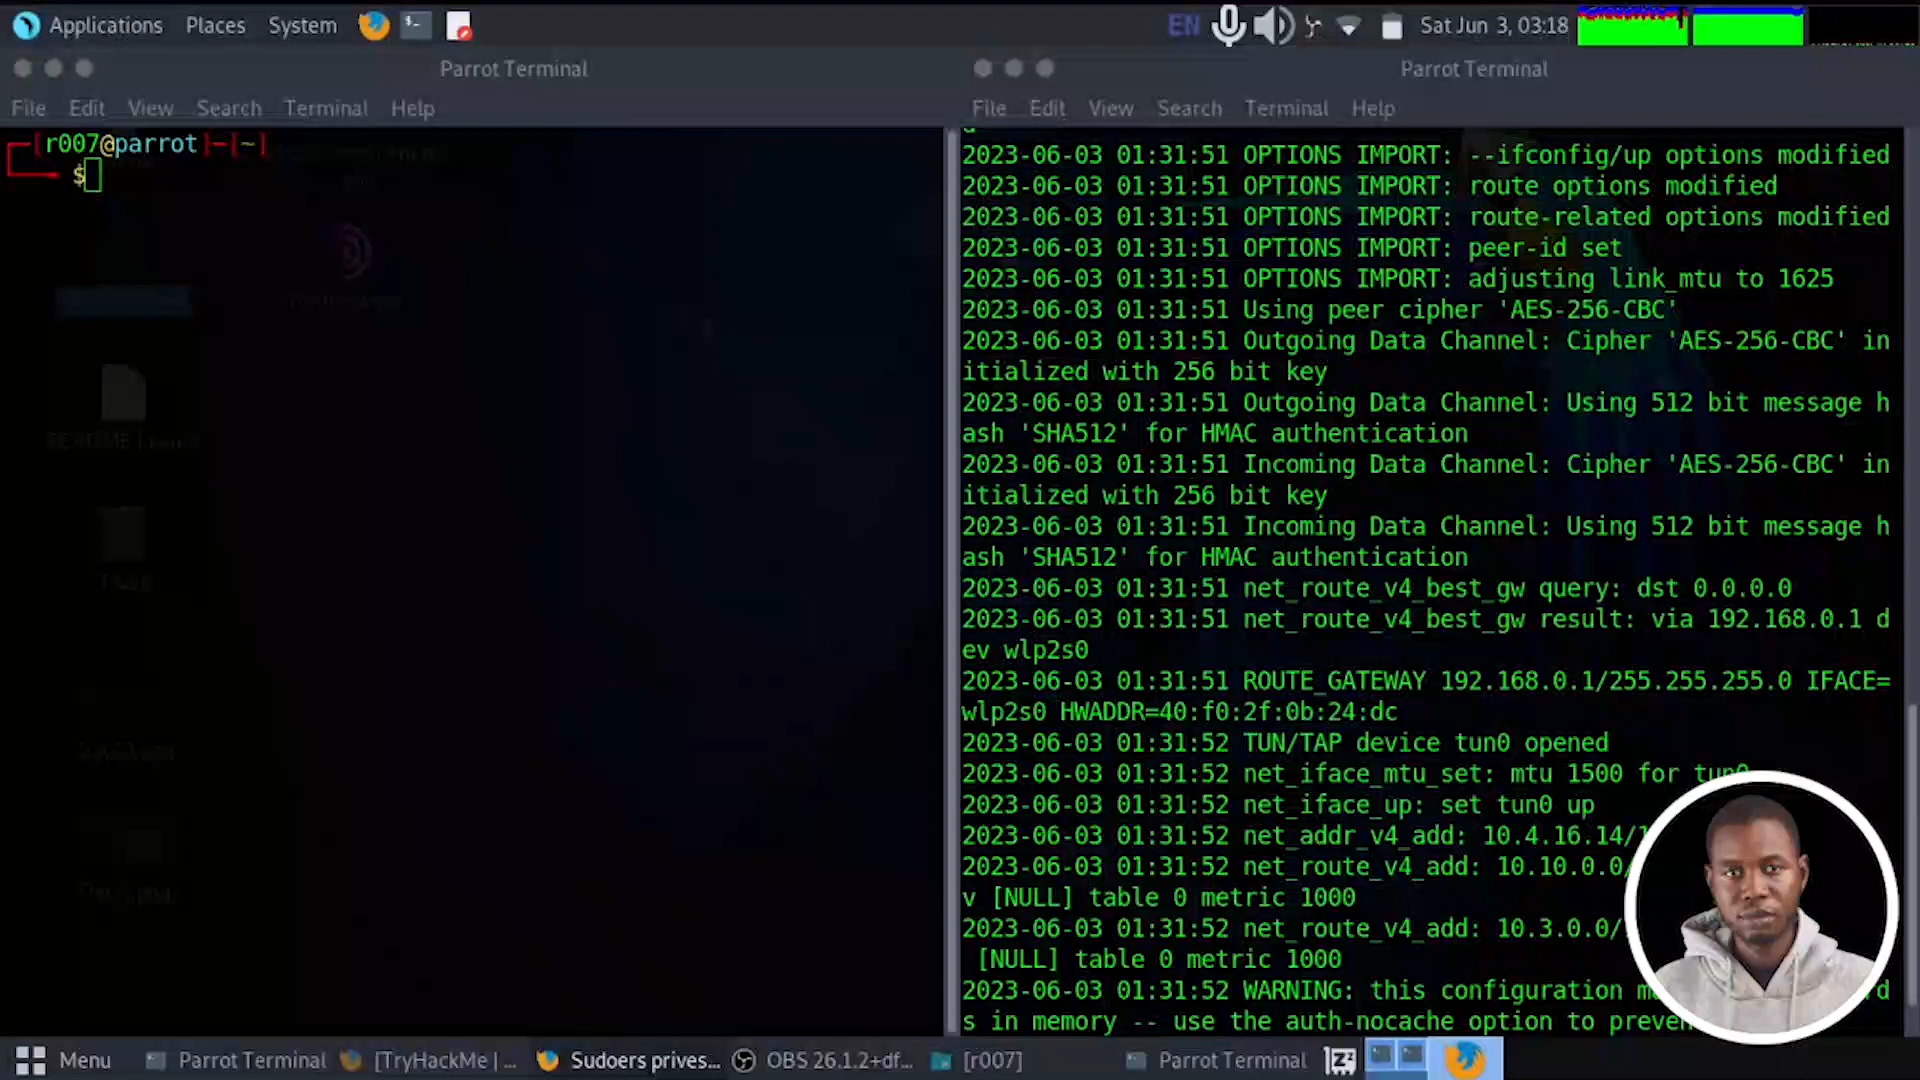 Applications Places System EN Sat Jun 3, 03:18
Parrot Terminal
File Edit View Search Terminal Help
[r007@parrot]─[~]
$
Parrot Terminal
File Edit View Search Terminal Help
2023-06-03 01:31:51 OPTIONS IMPORT: --ifconfig/up options modified
2023-06-03 01:31:51 OPTIONS IMPORT: route options modified
2023-06-03 01:31:51 OPTIONS IMPORT: route-related options modified
2023-06-03 01:31:51 OPTIONS IMPORT: peer-id set
2023-06-03 01:31:51 OPTIONS IMPORT: adjusting link_mtu to 1625
2023-06-03 01:31:51 Using peer cipher 'AES-256-CBC'
2023-06-03 01:31:51 Outgoing Data Channel: Cipher 'AES-256-CBC' in
itialized with 256 bit key
2023-06-03 01:31:51 Outgoing Data Channel: Using 512 bit message h
ash 'SHA512' for HMAC authentication
2023-06-03 01:31:51 Incoming Data Channel: Cipher 'AES-256-CBC' in
itialized with 256 bit key
2023-06-03 01:31:51 Incoming Data Channel: Using 512 bit message h
ash 'SHA512' for HMAC authentication
2023-06-03 01:31:51 net_route_v4_best_gw query: dst 0.0.0.0
2023-06-03 01:31:51 net_route_v4_best_gw result: via 192.168.0.1 d
ev wlp2s0
2023-06-03 01:31:51 ROUTE_GATEWAY 192.168.0.1/255.255.255.0 IFACE=
wlp2s0 HWADDR=40:f0:2f:0b:24:dc
2023-06-03 01:31:52 TUN/TAP device tun0 opened
2023-06-03 01:31:52 net_iface_mtu_set: mtu 1500 for tun0
2023-06-03 01:31:52 net_iface_up: set tun0 up
2023-06-03 01:31:52 net_addr_v4_add: 10.4.16.14/
2023-06-03 01:31:52 net_route_v4_add: 10.10.0.0/
v [NULL] table 0 metric 1000
2023-06-03 01:31:52 net_route_v4_add: 10.3.0.0/
[NULL] table 0 metric 1000
2023-06-03 01:31:52 WARNING: this configuration
s in memory -- use the auth-nocache option to
Menu Parrot Terminal [TryHackMe | ... Sudoers prives... OBS 26.1.2+df... [r007] Parrot Terminal